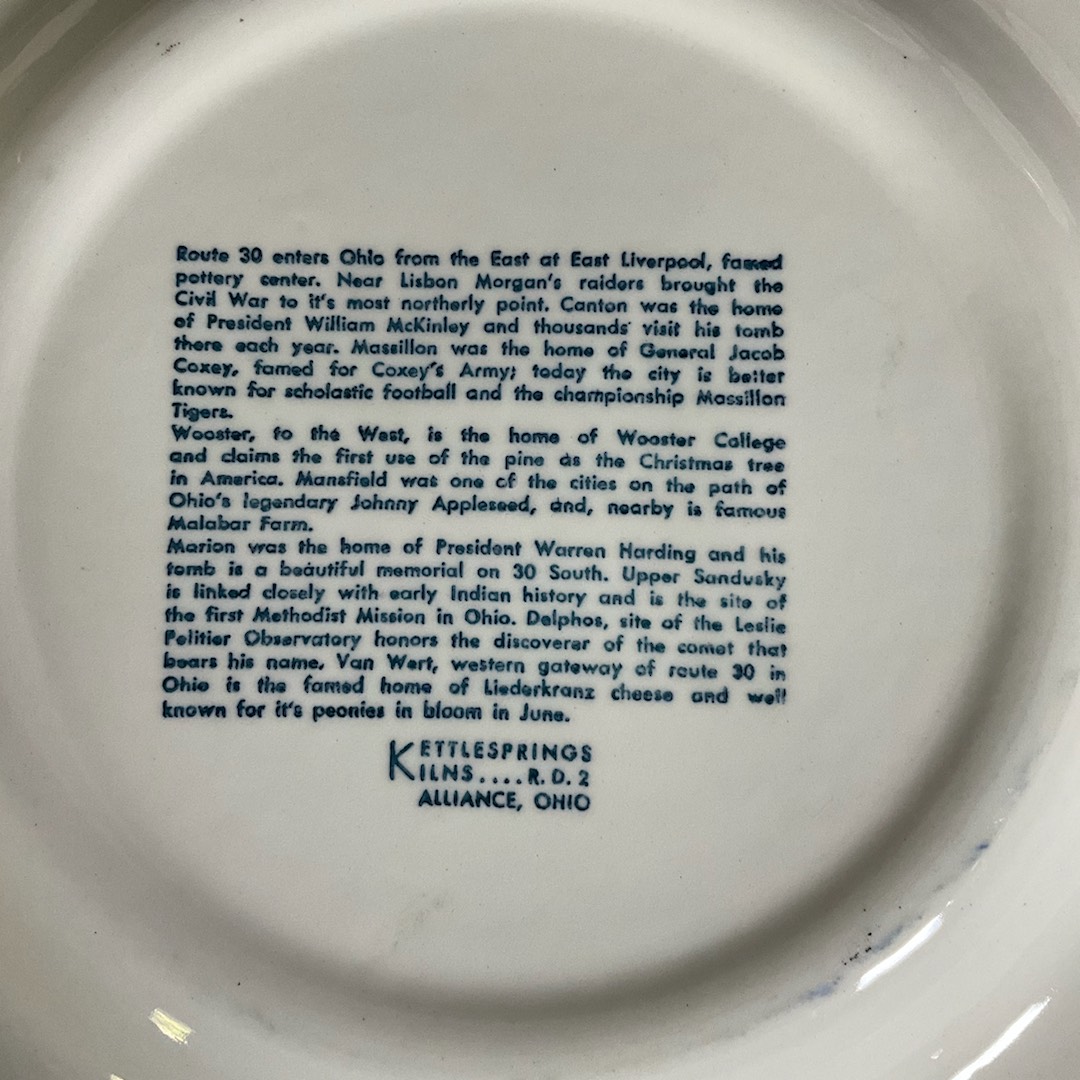 Route 30 enters Ohio from the East at East Liverpool, famed
pottery center. Near Lisbon Morgan's raiders brought the
Civil War to it's most northerly point. Canton was the home
of President William McKinley and thousands visit his tomb
there each year. Massillon was the home of General Jacob
Coxey, famed for Coxey's Army; today the city is better
known for scholastic football and the championship Massillon
Tigers.
Wooster, to the West, is the home of Wooster College
and claims the first use of the pine as the Christmas tree
in America. Mansfield was one of the cities on the path of
Ohio's legendary Johnny Appleseed, and, nearby is famous
Malabar Farm.
Marion was the home of President Warren Harding and his
tomb is a beautiful memorial on 30 South. Upper Sandusky
is linked closely with early Indian history and is the site of
the first Methodist Mission in Ohio. Delphos, site of the Leslie
Peltier Observatory honors the discoverer of the comet that
bears his name. Van Wert, western gateway of route 30 in
Ohio is the famed home of Liederkranz cheese and well
known for it's peonies in bloom in June.
KETTLESPRINGS
KILNS....R.D.2
ALLIANCE, OHIO